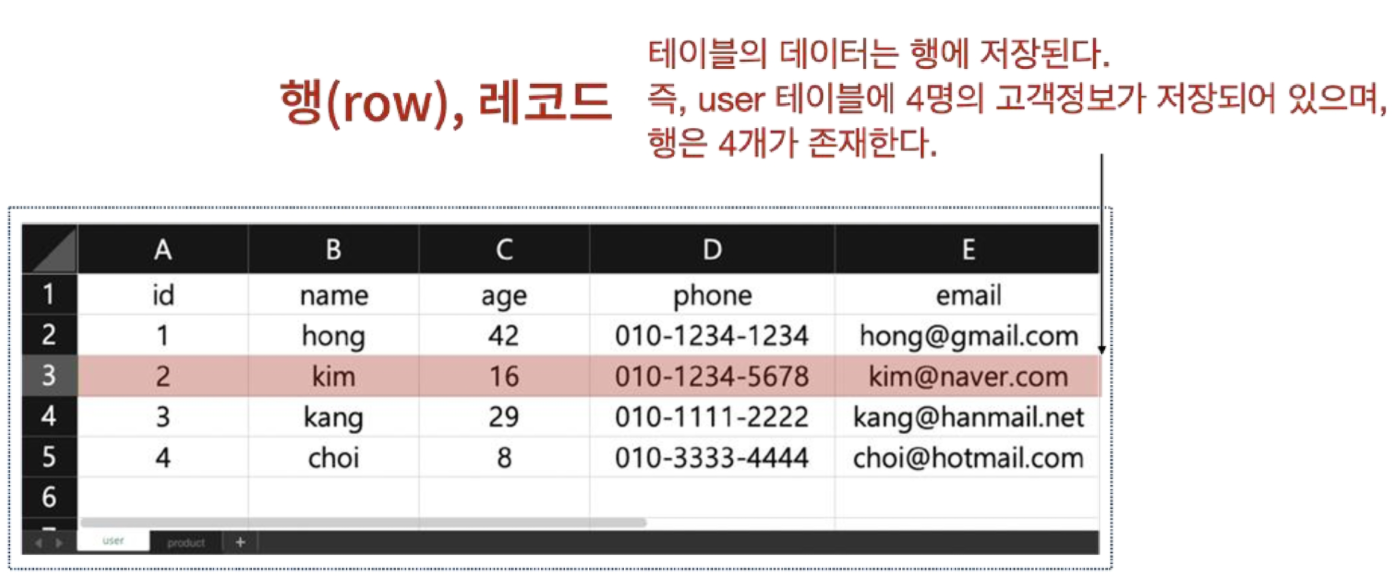 행(row), 레코드
테이블의 데이터는 행에 저장된다.
즉, user 테이블에 4명의 고객정보가 저장되어 있으며,
행은 4개가 존재한다.
A B C D E
1 id name age phone email
2 1 hong 42 010-1234-1234 hong@gmail.com
3 2 kim 16 010-1234-5678 kim@naver.com
4 3 kang 29 010-1111-2222 kang@hanmail.net
5 4 choi 8 010-3333-4444 choi@hotmail.com
6
user product +